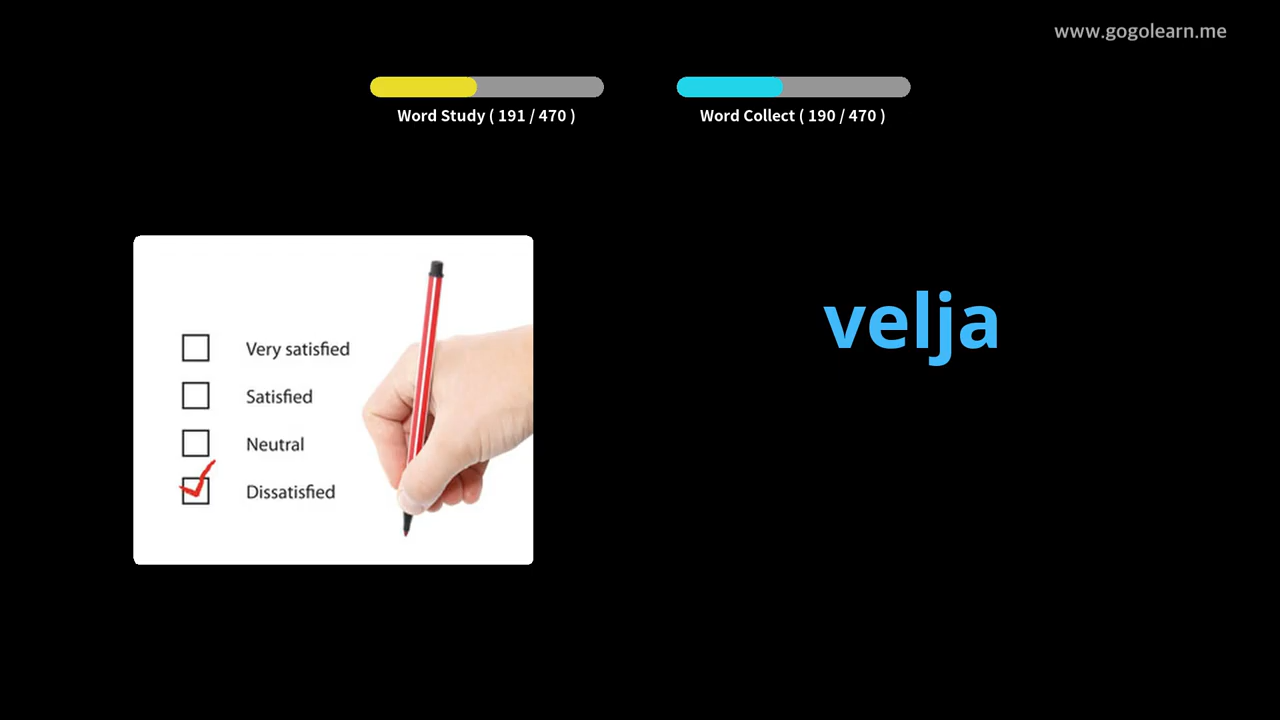 www.gogolearn.me
Word Study ( 191 / 470 )
Word Collect ( 190 / 470 )
velja
Very satisfied
Satisfied
Neutral
Dissatisfied